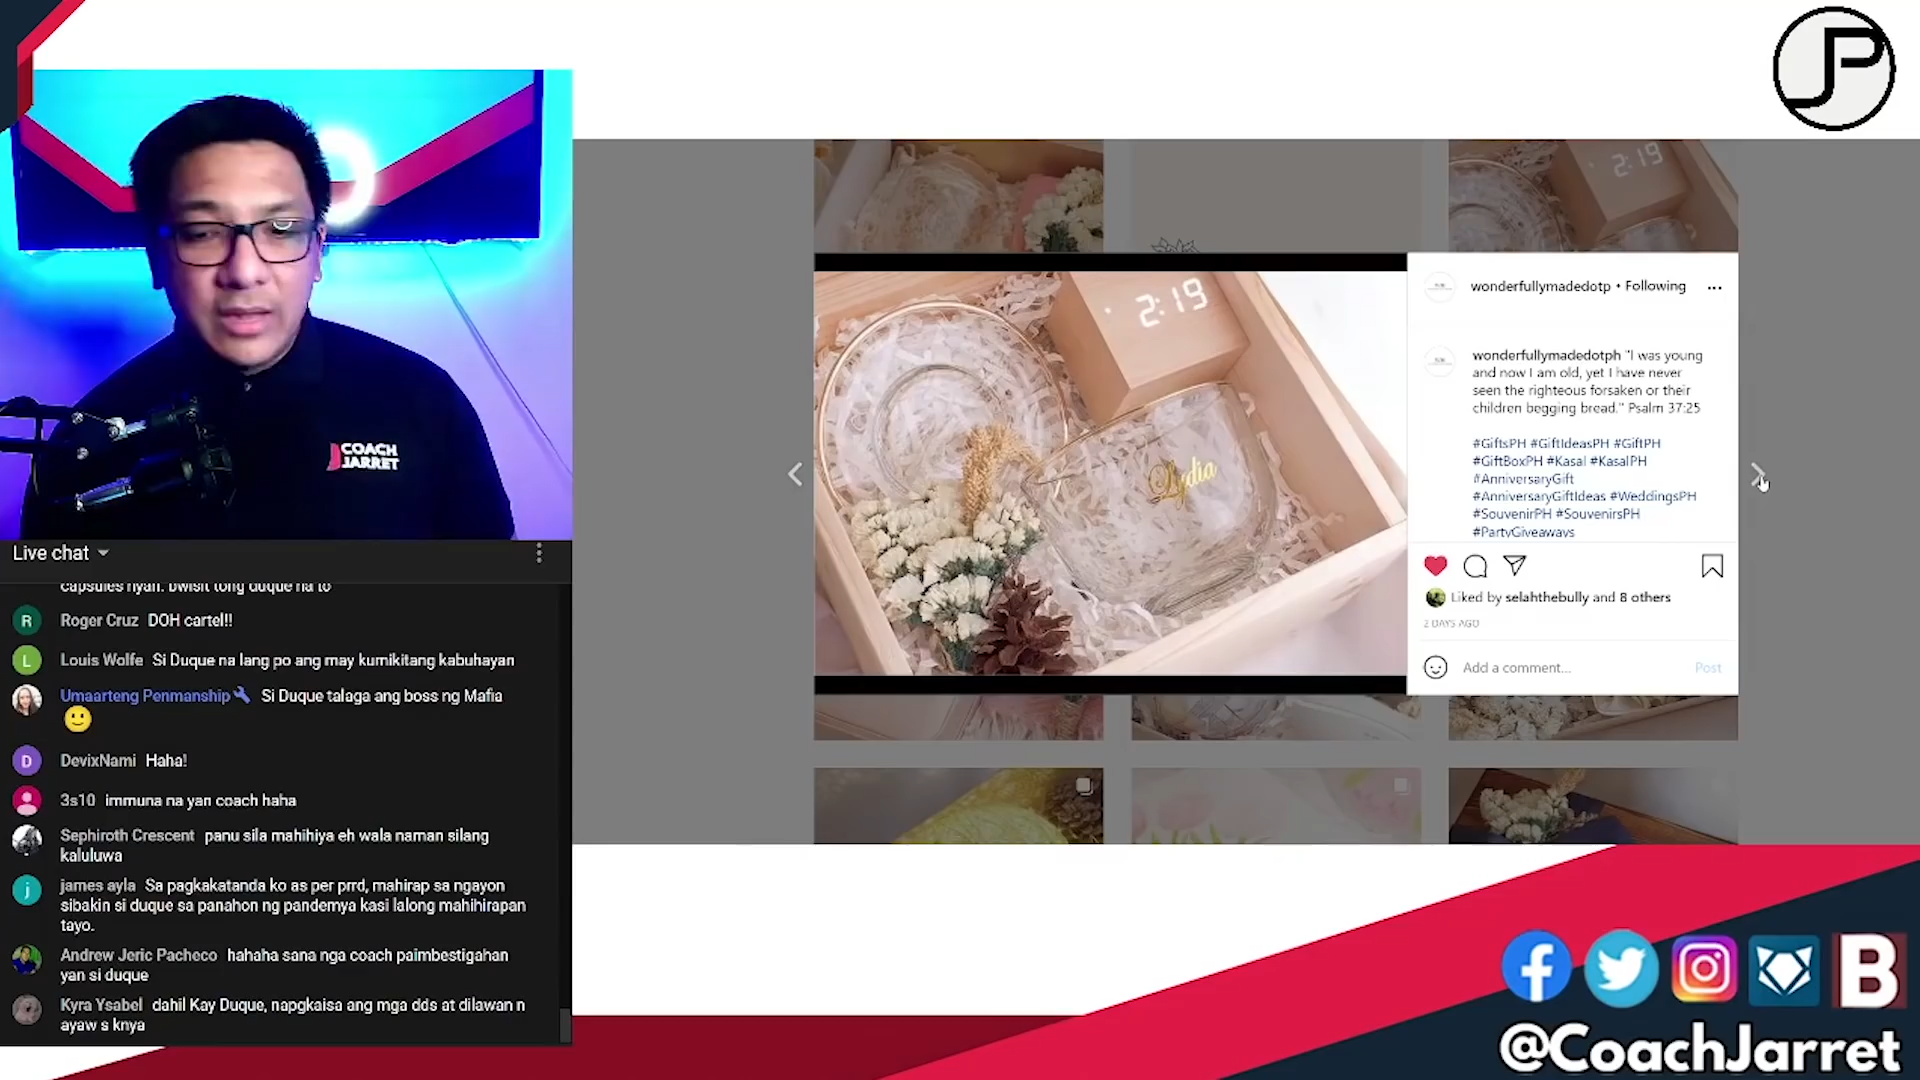 JP
COACH
JARRET
Live chat
capsules nyan. bwisit tong duque na to
R Roger Cruz DOH cartel!!
L Louis Wolfe Si Duque na lang po ang may kumikitang kabuhayan
Umaarteng Penmanship Si Duque talaga ang boss ng Mafia
D DevixNami Haha!
3s10 immuna na yan coach haha
Sephiroth Crescent panu sila mahihiya eh wala naman silang
kaluluwa
j james ayla Sa pagkakatanda ko as per prrd, mahirap sa ngayon
sibakin si duque sa panahon ng pandemya kasi lalong mahihirapan
tayo.
Andrew Jeric Pacheco hahaha sana nga coach paimbestigahan
yan si duque
Kyra Ysabel dahil Kay Duque, napgkaisa ang mga dds at dilawan n
ayaw s knya
2:19
2:19
Lydia
wonderfullymadedotp • Following
wonderfullymadedotph "I was young
and now I am old, yet I have never
seen the righteous forsaken or their
children begging bread." Psalm 37:25
#GiftsPH #GiftIdeasPH #GiftPH
#GiftBoxPH #Kasal #KasalPH
#AnniversaryGift
#AnniversaryGiftIdeas #WeddingsPH
#SouvenirPH #SouvenirsPH
#PartyGiveaways
Liked by selahthebully and 8 others
2 DAYS AGO
Add a comment... Post
B
@CoachJarret